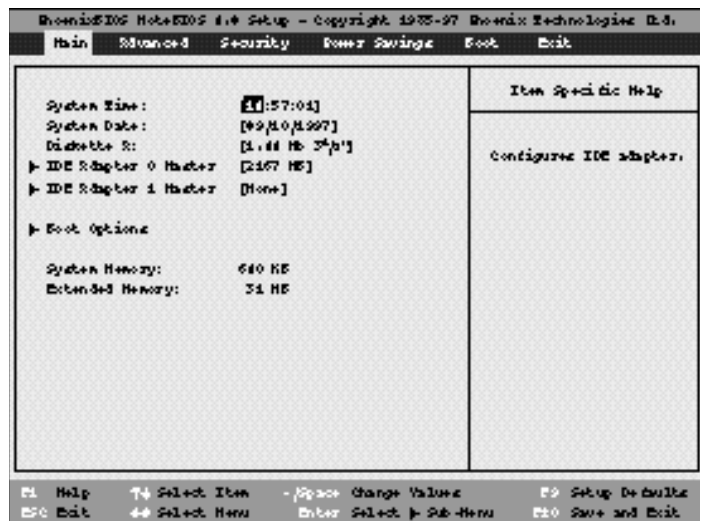 PhoenixBIOS NoteBIOS 4.0 Setup - Copyright 1985-97 Phoenix Technologies Ltd.
Main Advanced Security Power Savings Boot Exit
Item Specific Help
System Time: :57:04]
System Date: [09/10/1997]
Diskette A: [1.44 Mb 3½"]
Configures IDE adapter.
▶ IDE Adapter 0 Master [2167 MB]
▶ IDE Adapter 1 Master [None]
▶ Boot Options
System Memory: 640 KB
Extended Memory: 31 MB
F1 Help ↑↓ Select Item -/Space Change Values F9 Setup Defaults
ESC Exit ↔ Select Menu Enter Select ▶ Sub-Menu F10 Save and Exit